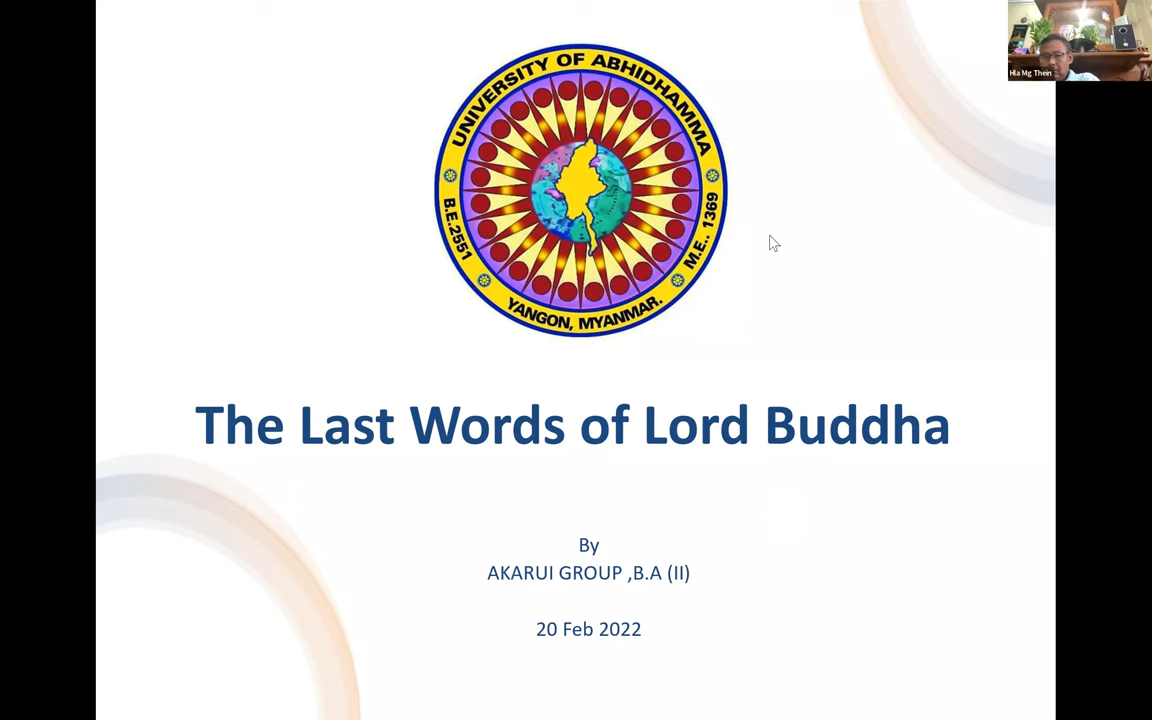 UNIVERSITY OF ABHIDHAMMA
B.E.2551
M.E.. 1369
YANGON, MYANMAR.
Hla Mg Thein
The Last Words of Lord Buddha
By
AKARUI GROUP ,B.A (II)
20 Feb 2022